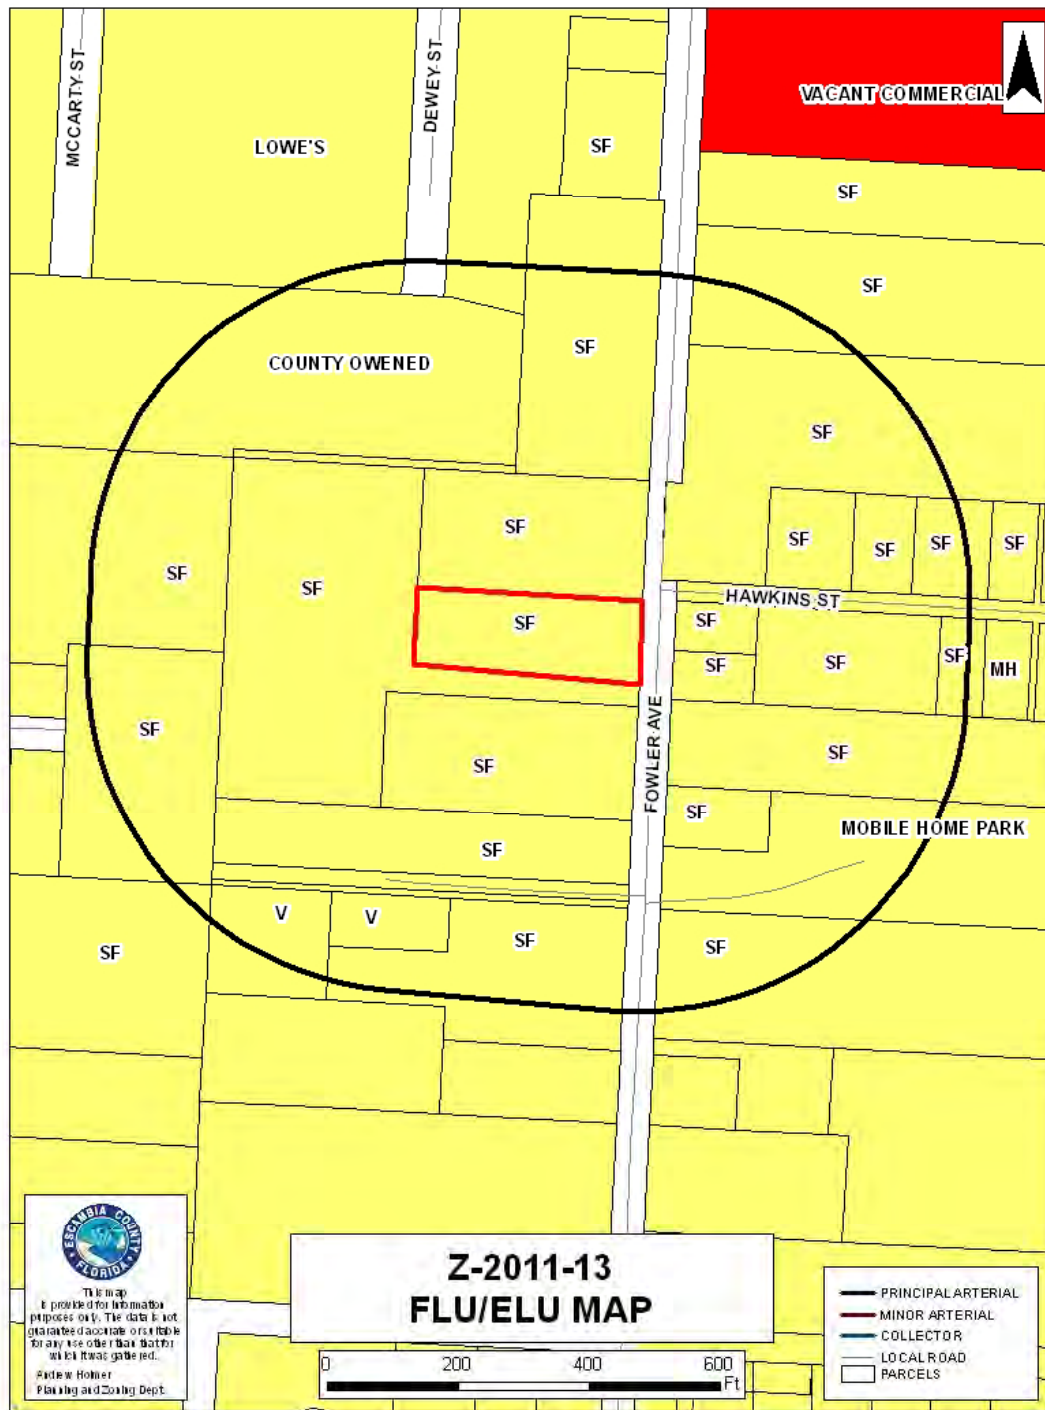 MCCARTY ST
DEWEY ST
VACANT COMMERCIAL
LOWE'S
SF
SF
SF
COUNTY OWENED
SF
SF
SF
SF
SF
SF
SF
SF
SF
SF
HAWKINS ST
SF
SF
SF
SF
SF
MH
SF
SF
SF
FOWLER AVE
SF
SF
MOBILE HOME PARK
SF
V
V
SF
SF
SF
ESCAMBIA COUNTY
FLORIDA
This map
is provided for information
purposes only. The data is not
guaranteed accurate or suitable
for any use other than that for
which it was gathered.
Andrew Holmer
Planning and Zoning Dept.
Z-2011-13
FLU/ELU MAP
0 200 400 600
Ft
PRINCIPAL ARTERIAL
MINOR ARTERIAL
COLLECTOR
LOCAL ROAD
PARCELS